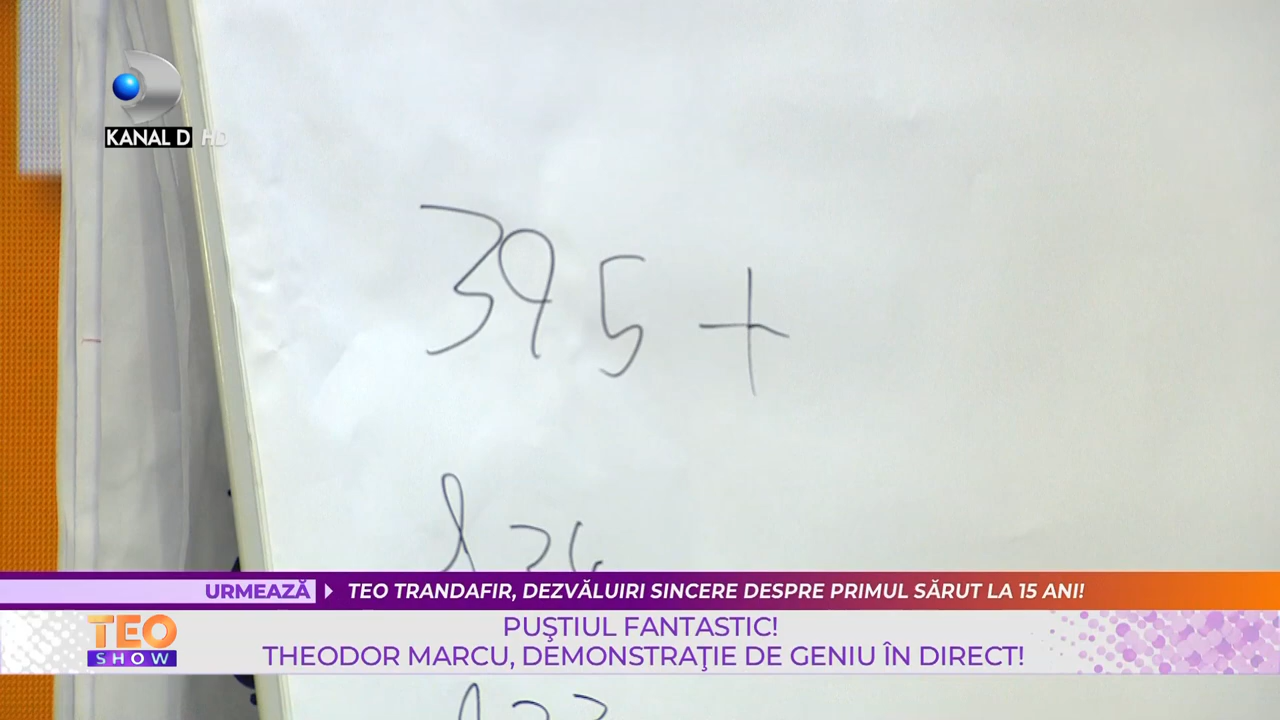 KANAL D HD
395 +
URMEAZĂ TEO TRANDAFIR, DEZVĂLUIRI SINCERE DESPRE PRIMUL SĂRUT LA 15 ANI!
TEO SHOW
PUŞTIUL FANTASTIC!
THEODOR MARCU, DEMONSTRAŢIE DE GENIU ÎN DIRECT!